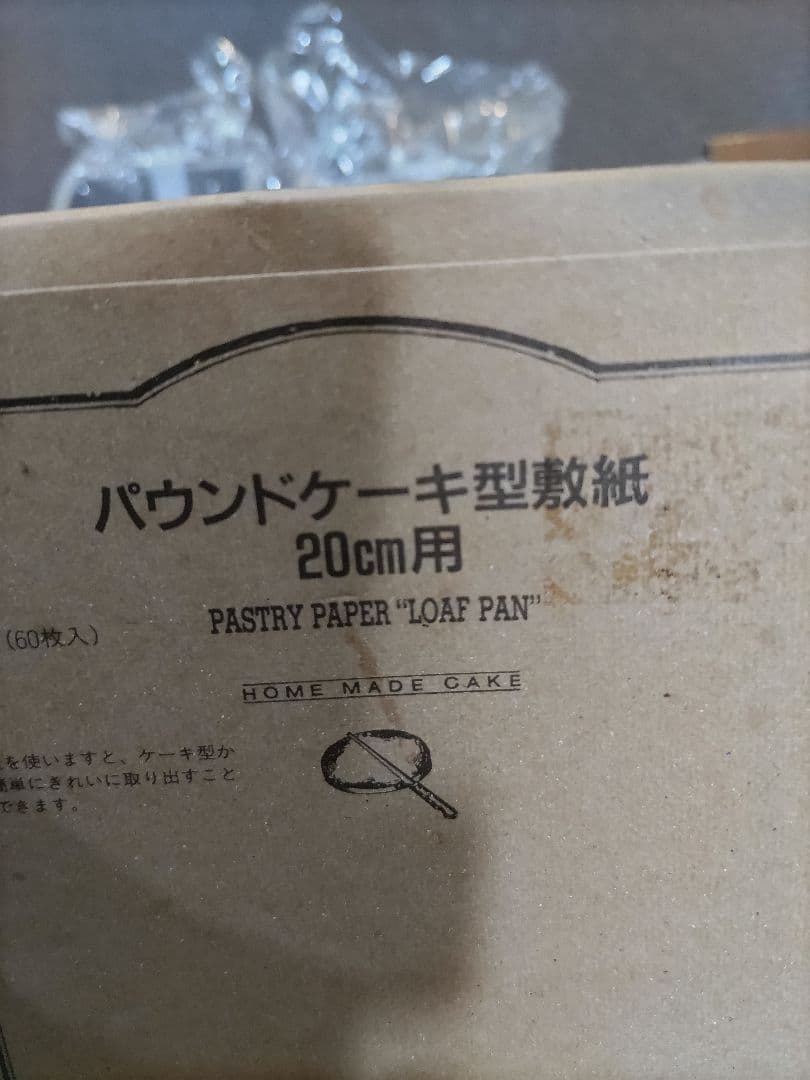 パウンドケーキ型敷紙
20cm用
PASTRY PAPER “LOAF PAN”
(60枚入)
HOME MADE CAKE
を使いますと、ケーキ型か
簡単にきれいに取り出すこと
できます。